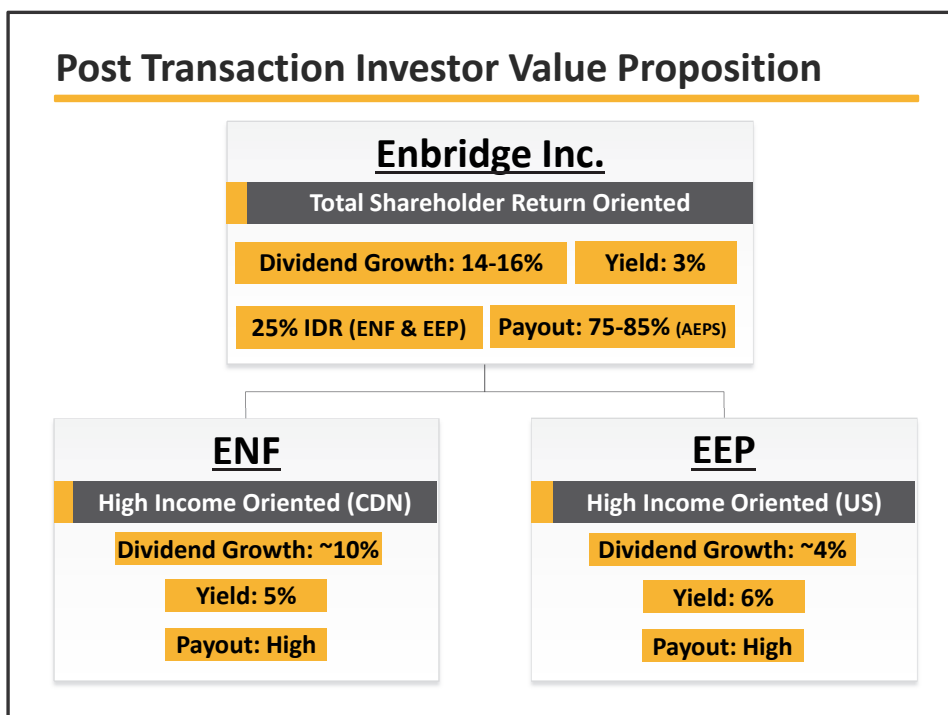 Post Transaction Investor Value Proposition
Enbridge Inc.
Total Shareholder Return Oriented
Dividend Growth: 14-16%
Yield: 3%
25% IDR (ENF & EEP)
Payout: 75-85% (AEPS)
ENF
High Income Oriented (CDN)
Dividend Growth: ~10%
Yield: 5%
Payout: High
EEP
High Income Oriented (US)
Dividend Growth: ~4%
Yield: 6%
Payout: High